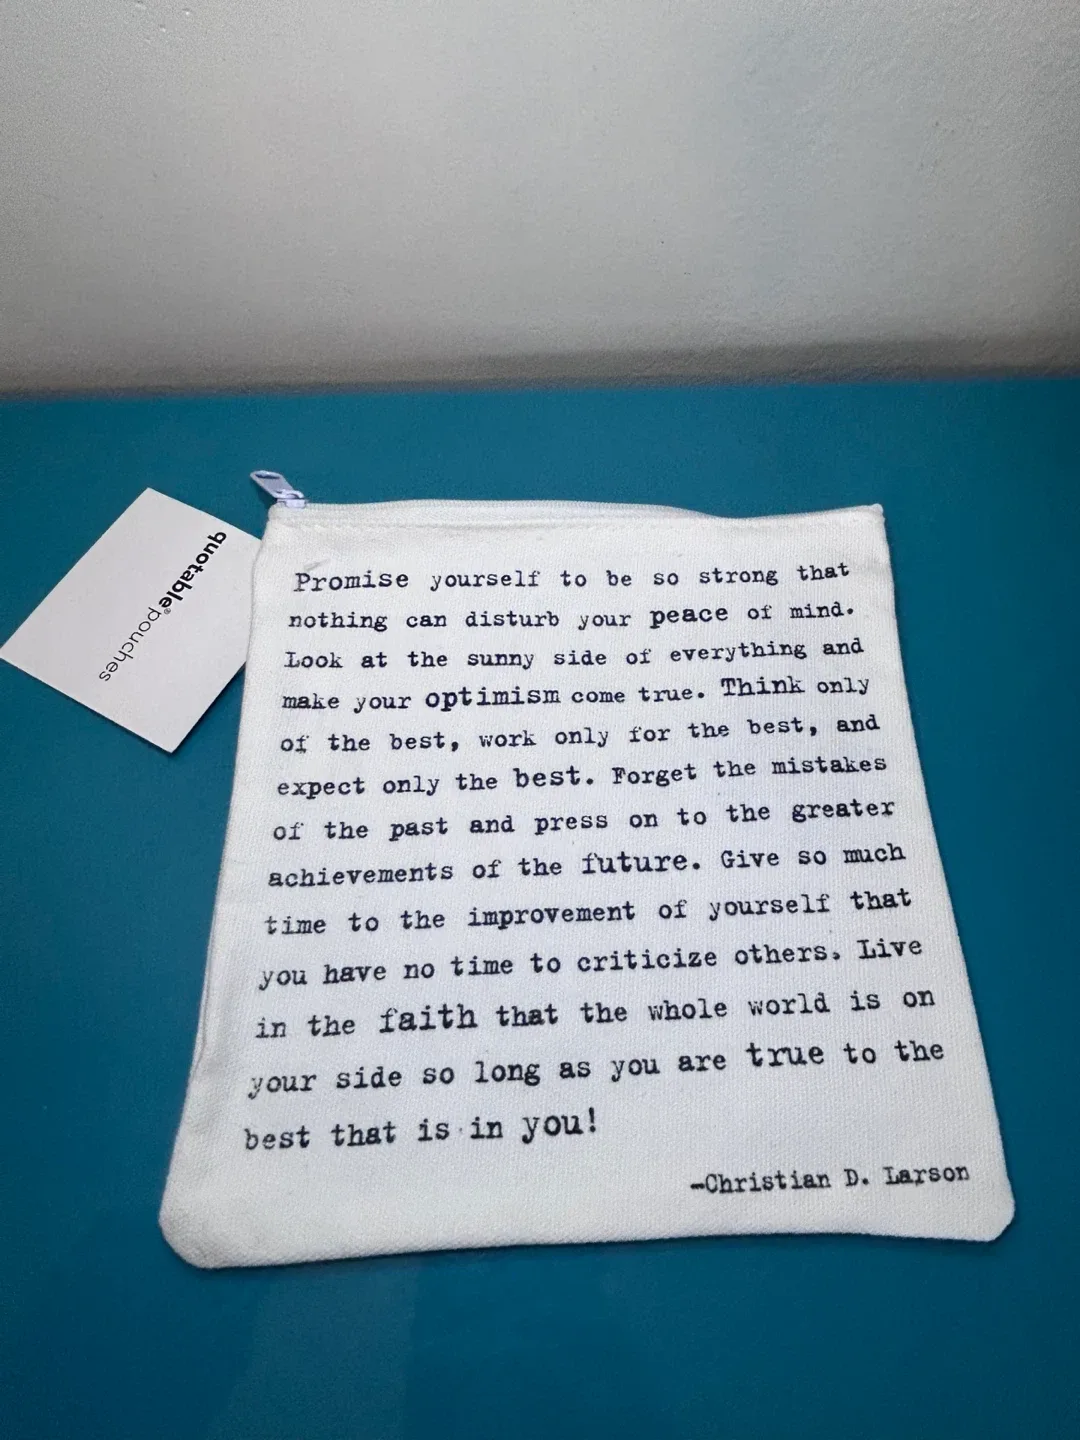 quotable® pouches
Promise yourself to be so strong that
nothing can disturb your peace of mind.
Look at the sunny side of everything and
make your optimism come true. Think only
of the best, work only for the best, and
expect only the best. Forget the mistakes
of the past and press on to the greater
achievements of the future. Give so much
time to the improvement of yourself that
you have no time to criticize others. Live
in the faith that the whole world is on
your side so long as you are true to the
best that is in you!
—Christian D. Larson